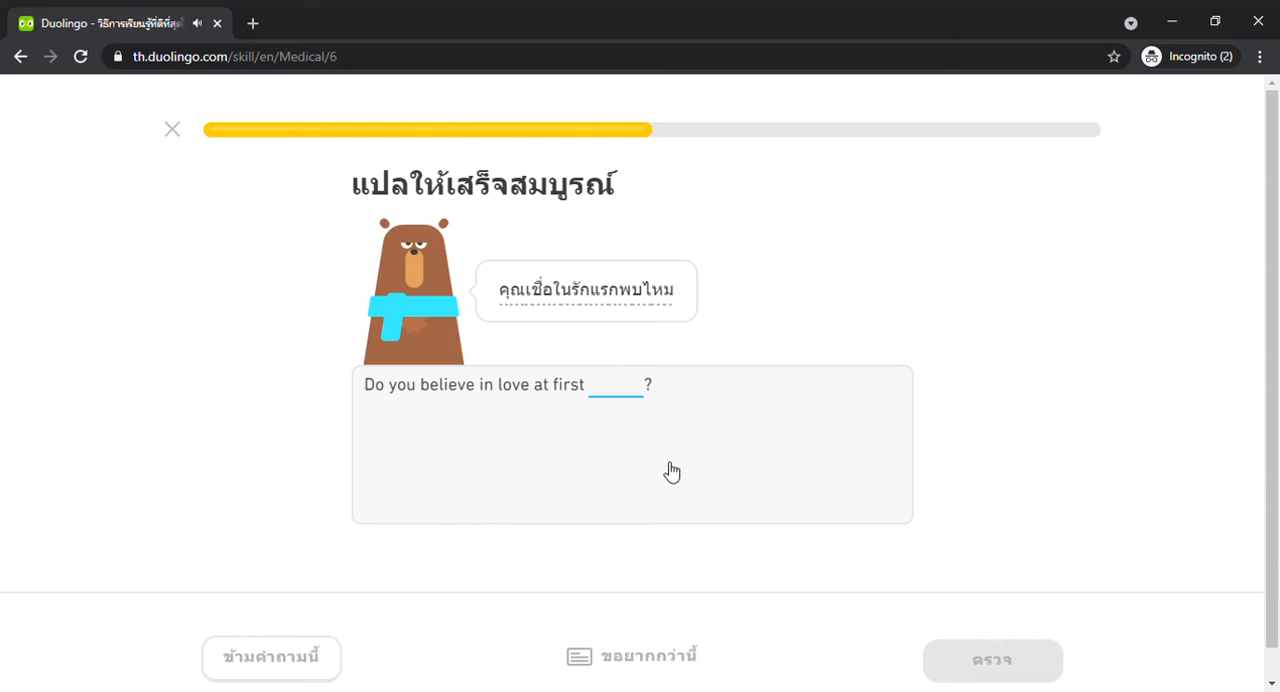 Duolingo - วิธีการเรียนรู้ที่ดีที่สุดใ
th.duolingo.com/skill/en/Medical/6
Incognito (2)
แปลให้เสร็จสมบูรณ์
คุณเชื่อในรักแรกพบไหม
Do you believe in love at first ______?
ข้ามคำถามนี้
ขอยากกว่านี้
ตรวจ